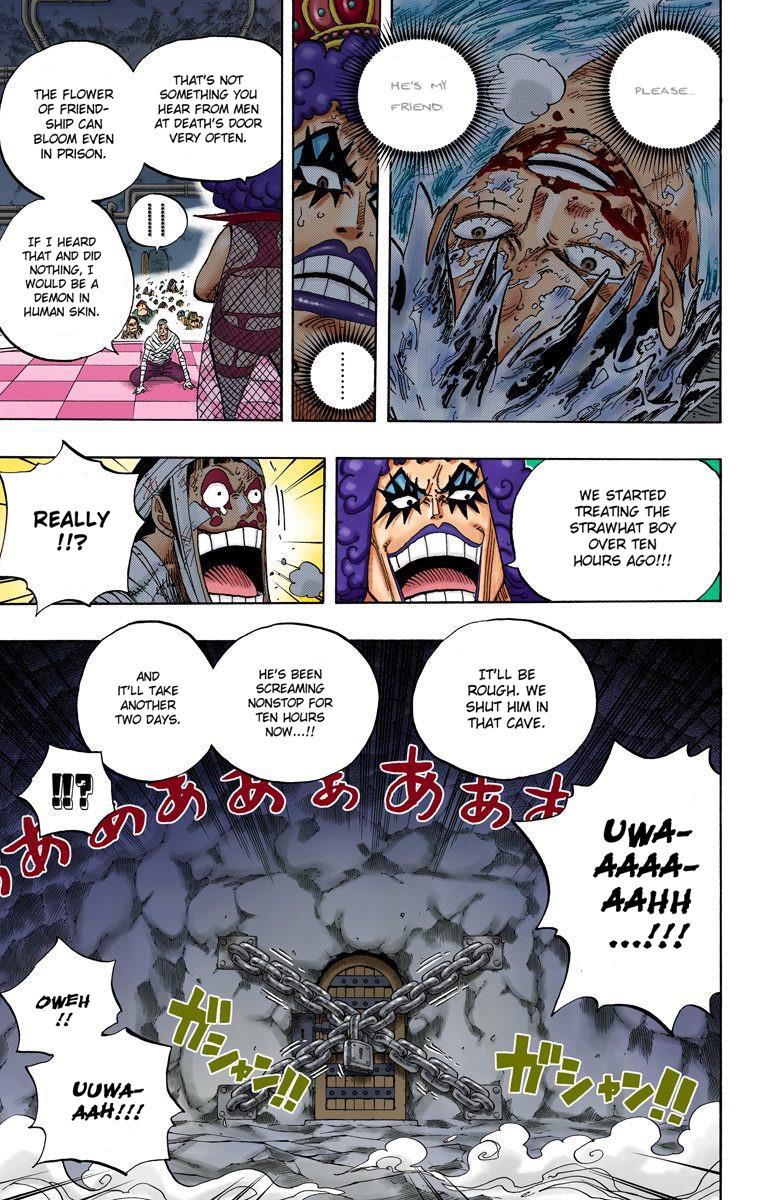 PLEASE...
HE'S MY
FRIEND.
.........
THAT'S NOT
SOMETHING YOU
HEAR FROM MEN
AT DEATH'S DOOR
VERY OFTEN.
THE FLOWER
OF FRIEND-
SHIP CAN
BLOOM EVEN
IN PRISON.
!!
IF I HEARD
THAT AND DID
NOTHING, I
WOULD BE A
DEMON IN
HUMAN SKIN.
WE STARTED
TREATING THE
STRAWHAT BOY
OVER TEN
HOURS AGO!!!
REALLY
!!?
IT'LL BE
ROUGH. WE
SHUT HIM IN
THAT CAVE.
HE'S BEEN
SCREAMING
NONSTOP FOR
TEN HOURS
NOW...!!
AND
IT'LL TAKE
ANOTHER
TWO DAYS.
!!?
UWA-
AAAA-
AAHH
...!!!
ああああああああああ
ガシャン!!
ガシャン!!
OWEH
!!
UUWA-
AAH!!!